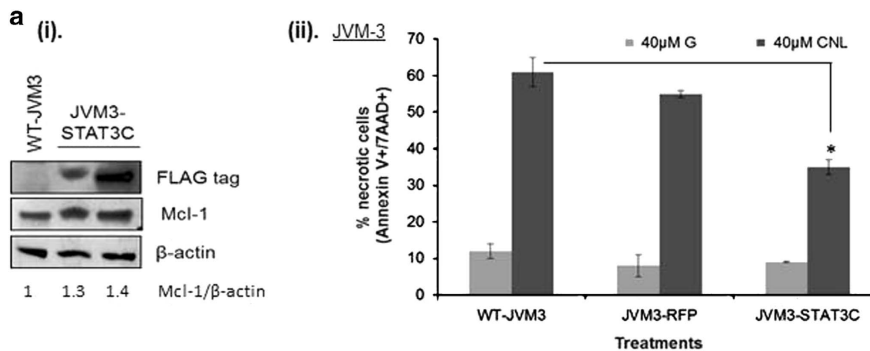 a
(i).
WT-JVM3
JVM3-
STAT3C
FLAG tag
Mcl-1
β-actin
1 1.3 1.4 Mcl-1/β-actin
(ii). JVM-3
40µM G 40µM CNL
% necrotic cells
(Annexin V+/7AAD+)
70
60
50
40
30
20
10
0
*
WT-JVM3 JVM3-RFP JVM3-STAT3C
Treatments